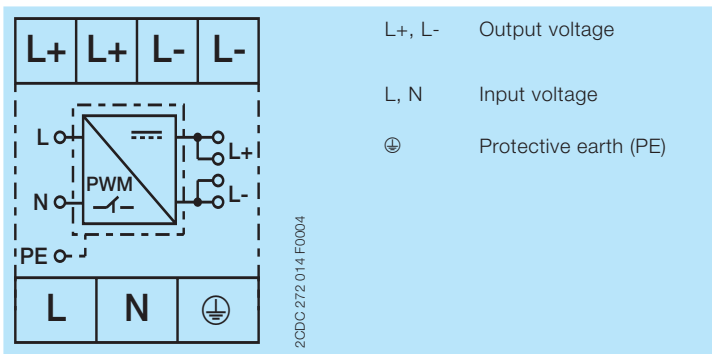 L+ L+ L- L-
L+, L- Output voltage
L, N Input voltage
⏚ Protective earth (PE)
L
L+
PWM
N
L-
PE
L N ⏚
2CDC 272 014 F0004